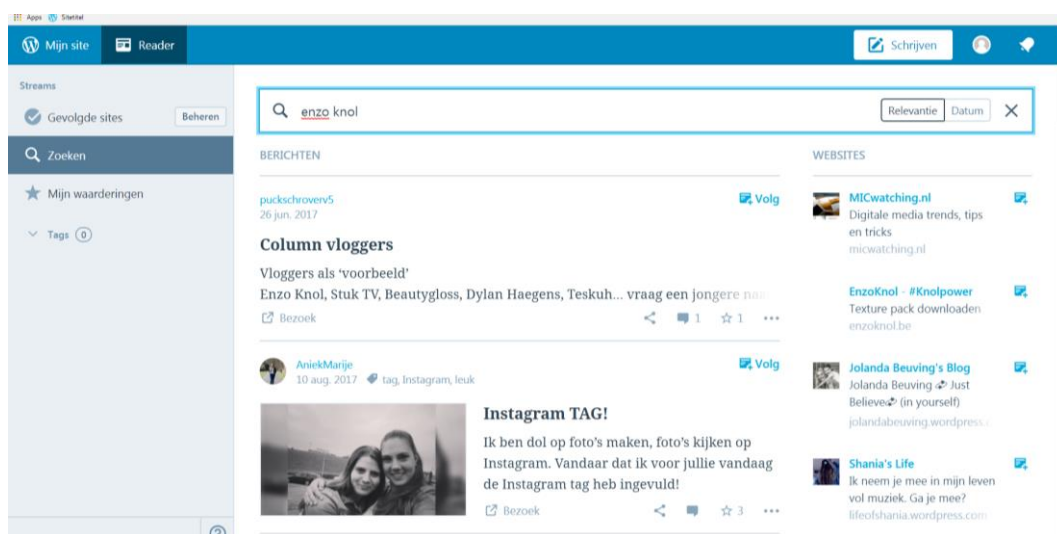 Apps Sitetitel
Mijn site Reader Schrijven
Streams
Gevolgde sites Beheren
Zoeken
Mijn waarderingen
Tags 0
enzo knol Relevantie Datum
BERICHTEN
puckschroverv5 Volg
26 jun. 2017
Column vloggers
Vloggers als ‘voorbeeld’
Enzo Knol, Stuk TV, Beautygloss, Dylan Haegens, Teskuh... vraag een jongere
Bezoek 1 1
AniekMarije Volg
10 aug. 2017 tag, Instagram, leuk
Instagram TAG!
Ik ben dol op foto’s maken, foto’s kijken op
Instagram. Vandaar dat ik voor jullie vandaag
de Instagram tag heb ingevuld!
Bezoek 3
WEBSITES
MICwatching.nl
Digitale media trends, tips
en tricks
micwatching.nl
EnzoKnol - #Knolpower
Texture pack downloaden
enzoknol.be
Jolanda Beuving's Blog
Jolanda Beuving Just
Believe (in yourself)
jolandabeuving.wordpress.
Shania's Life
Ik neem je mee in mijn leven
vol muziek. Ga je mee?
lifeofshania.wordpress.com